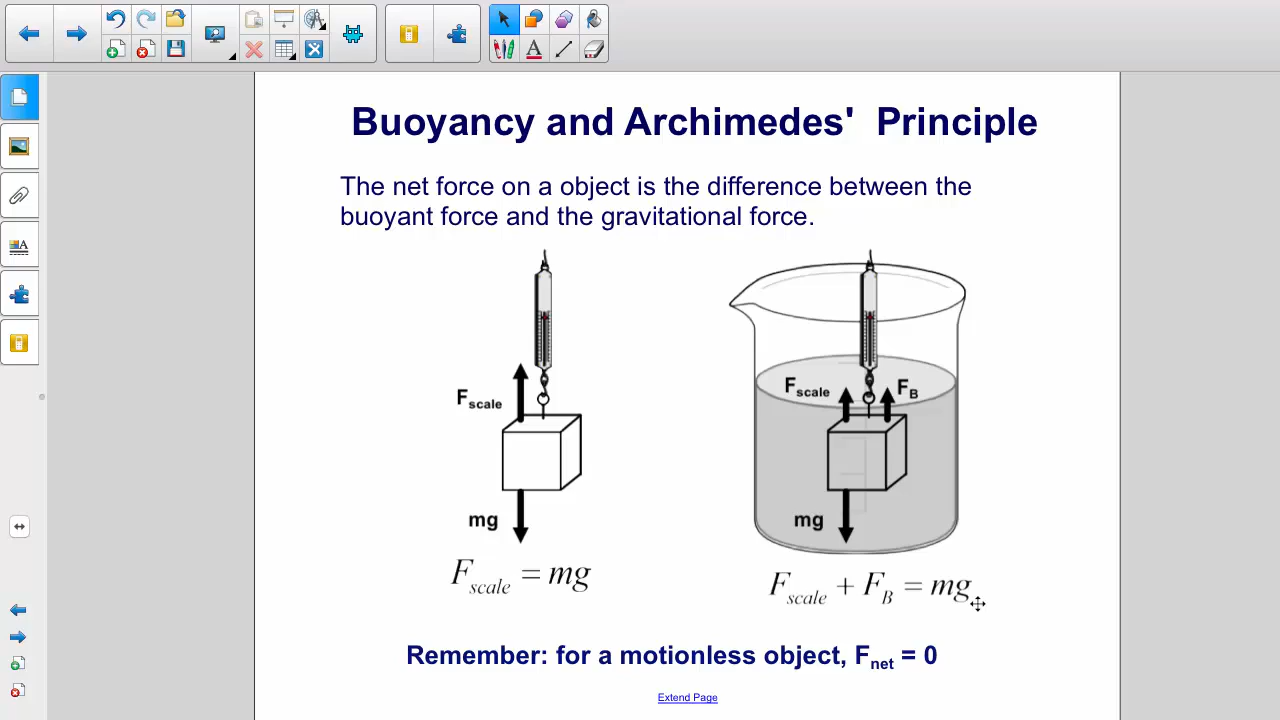 Buoyancy and Archimedes' Principle
The net force on a object is the difference between the
buoyant force and the gravitational force.
Fscale
mg
Fscale = mg
Fscale
FB
mg
Fscale + FB = mg
Remember: for a motionless object, Fnet = 0
Extend Page